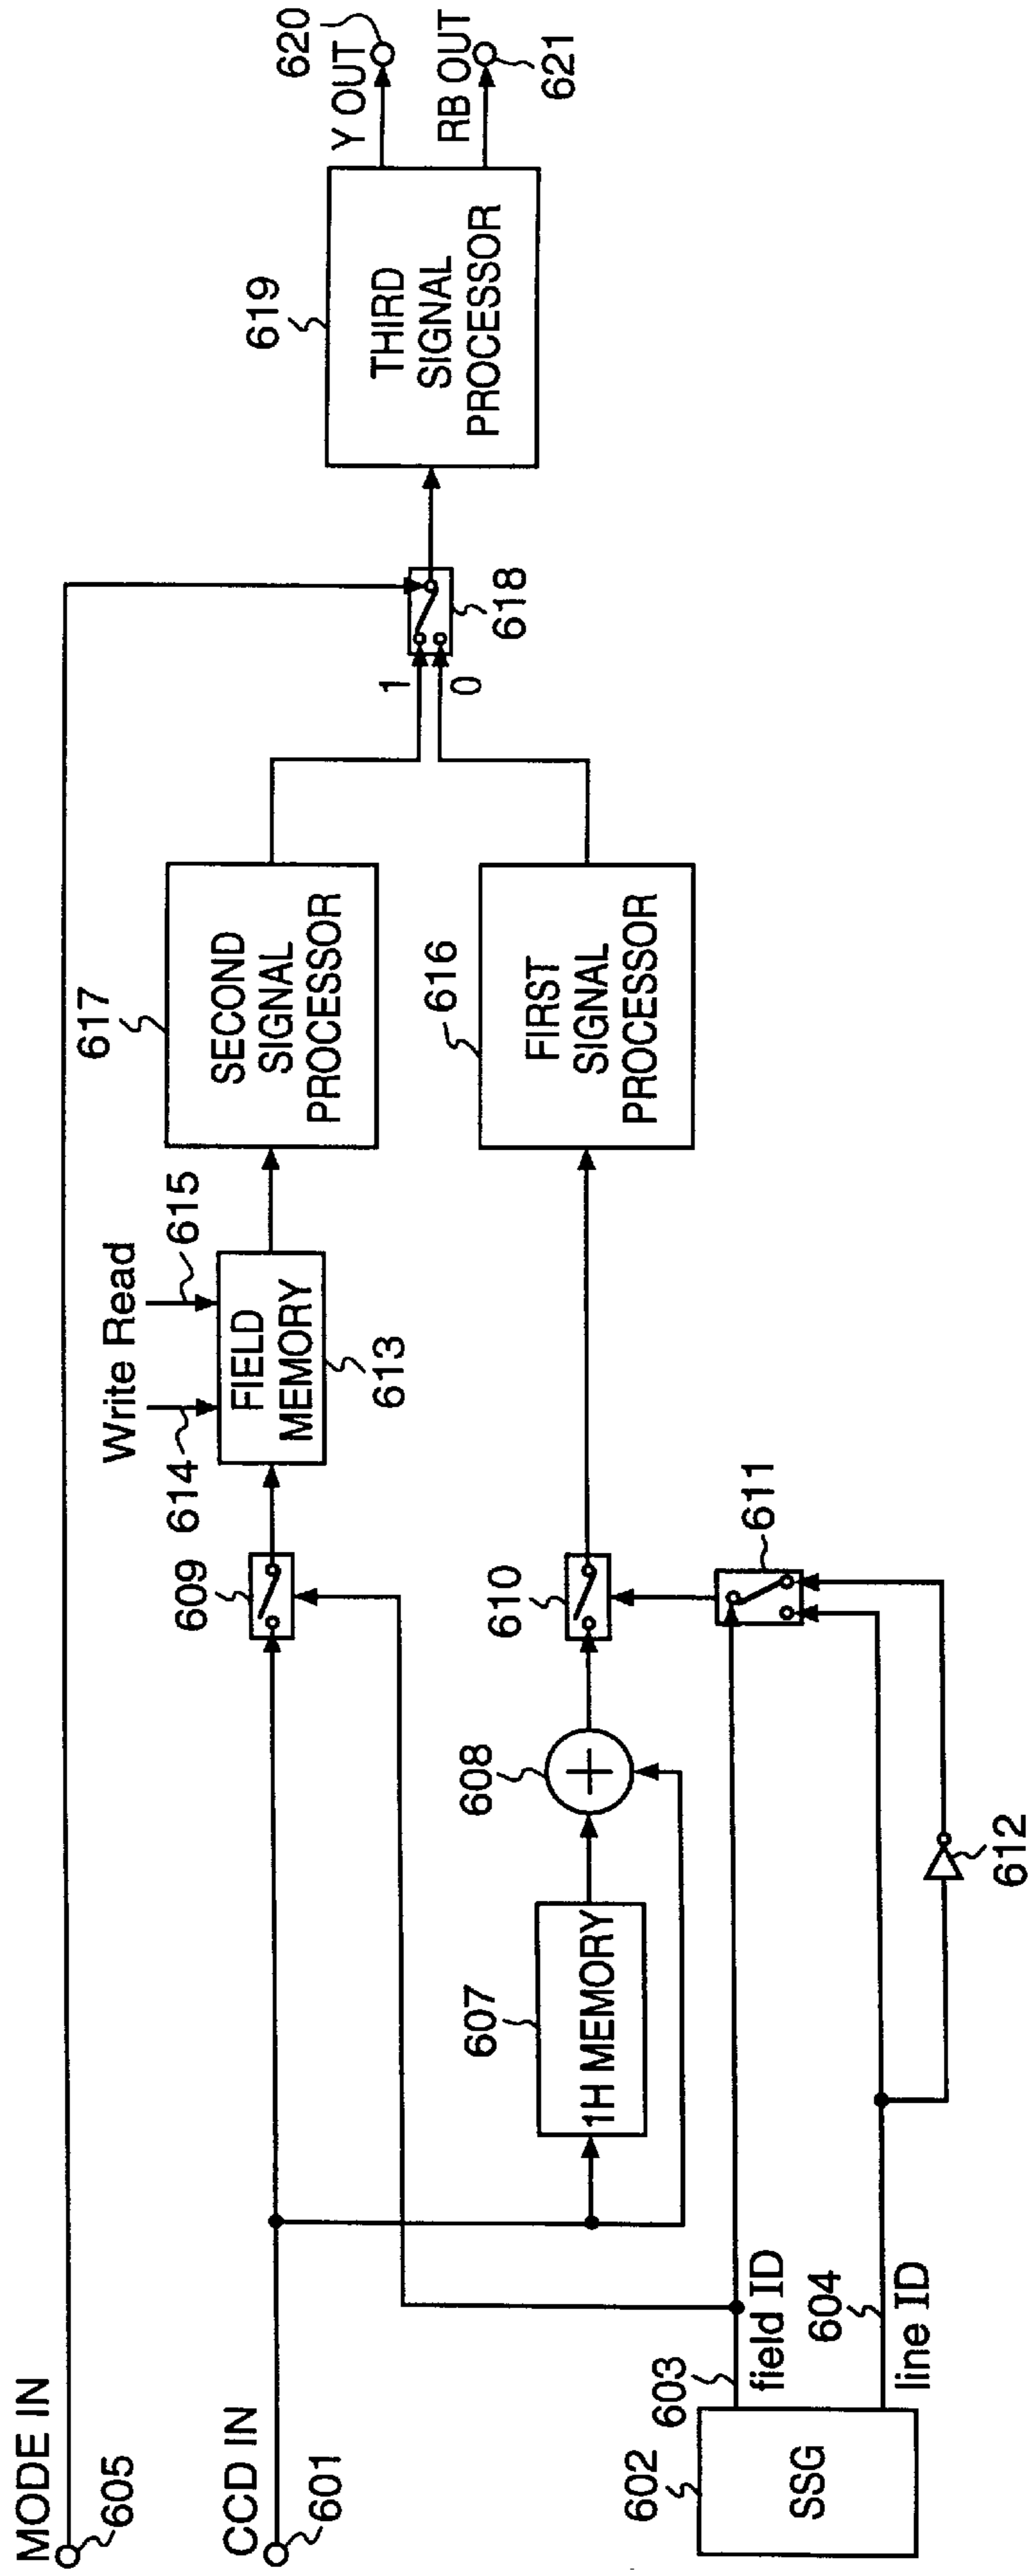 MODE IN
605
CCD IN
601
602
SSG
603
field ID
604
line ID
607
1H MEMORY
608
+
612
609
610
611
Write Read
614
615
FIELD
MEMORY
613
617
SECOND
SIGNAL
PROCESSOR
616
FIRST
SIGNAL
PROCESSOR
1
0
618
619
THIRD
SIGNAL
PROCESSOR
Y OUT
620
RB OUT
621